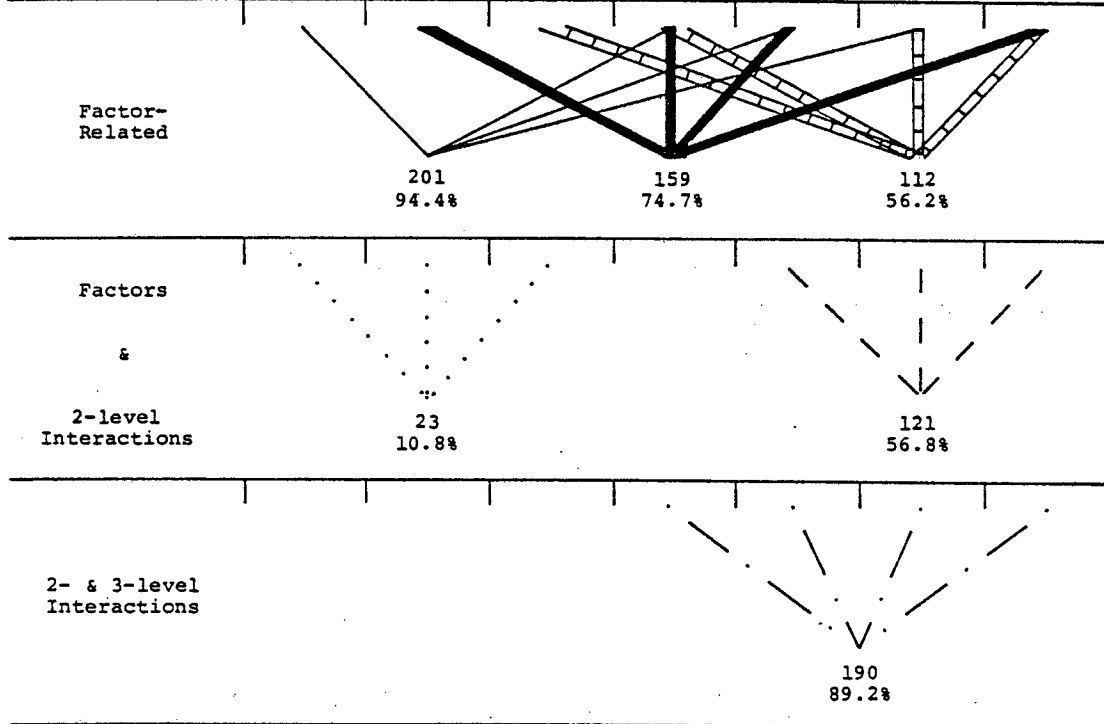 Factor-
Related
201 159 112
94.4% 74.7% 56.2%
Factors
&
2-level
Interactions
23 121
10.8% 56.8%
2- & 3-level
Interactions
190
89.2%